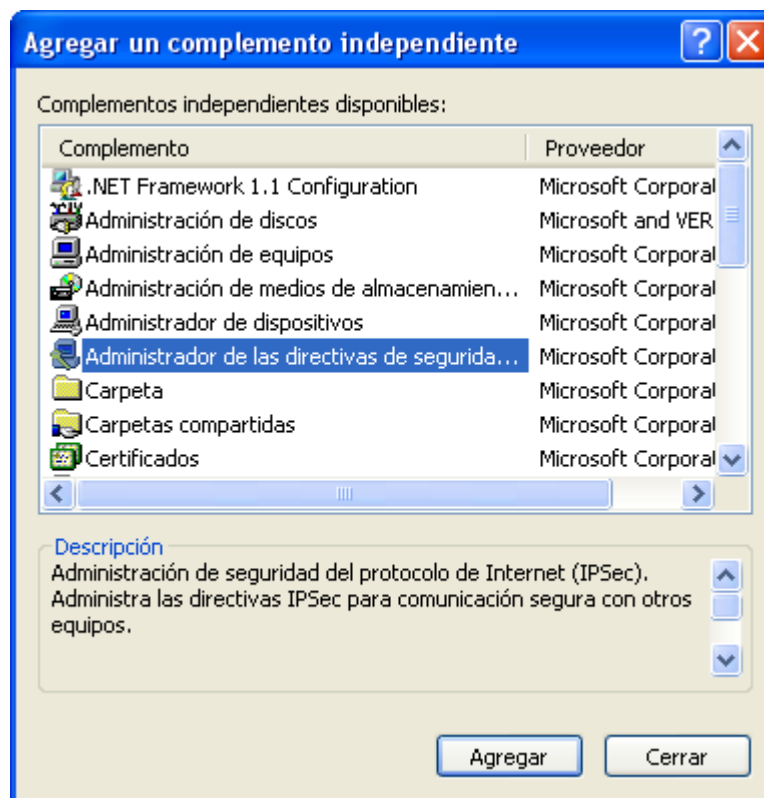 Agregar un complemento independiente
Complementos independientes disponibles:
Complemento Proveedor
.NET Framework 1.1 Configuration Microsoft Corporat
Administración de discos Microsoft and VER
Administración de equipos Microsoft Corporat
Administración de medios de almacenamien... Microsoft Corporat
Administrador de dispositivos Microsoft Corporat
Administrador de las directivas de segurida... Microsoft Corporat
Carpeta Microsoft Corporat
Carpetas compartidas Microsoft Corporat
Certificados Microsoft Corporat
Descripción
Administración de seguridad del protocolo de Internet (IPSec).
Administra las directivas IPSec para comunicación segura con otros
equipos.
Agregar Cerrar